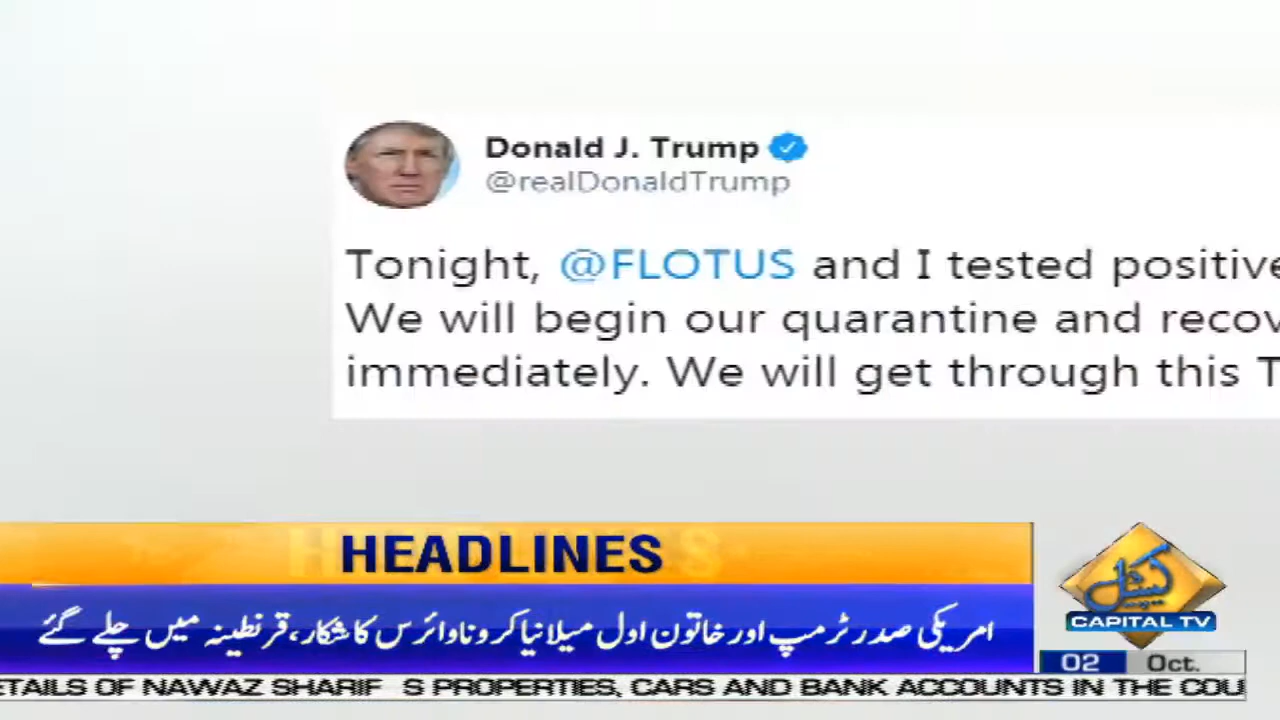 Donald J. Trump
@realDonaldTrump
Tonight, @FLOTUS and I tested positive
We will begin our quarantine and recov
immediately. We will get through this T
HEADLINES
امریکی صدر ٹرمپ اور خاتون اول میلانیا کرونا وائرس کا شکار، قرنطینہ میں چلے گئے
کیپیٹل
CAPITAL TV
02 Oct.
ETAILS OF NAWAZ SHARIF S PROPERTIES, CARS AND BANK ACCOUNTS IN THE COU